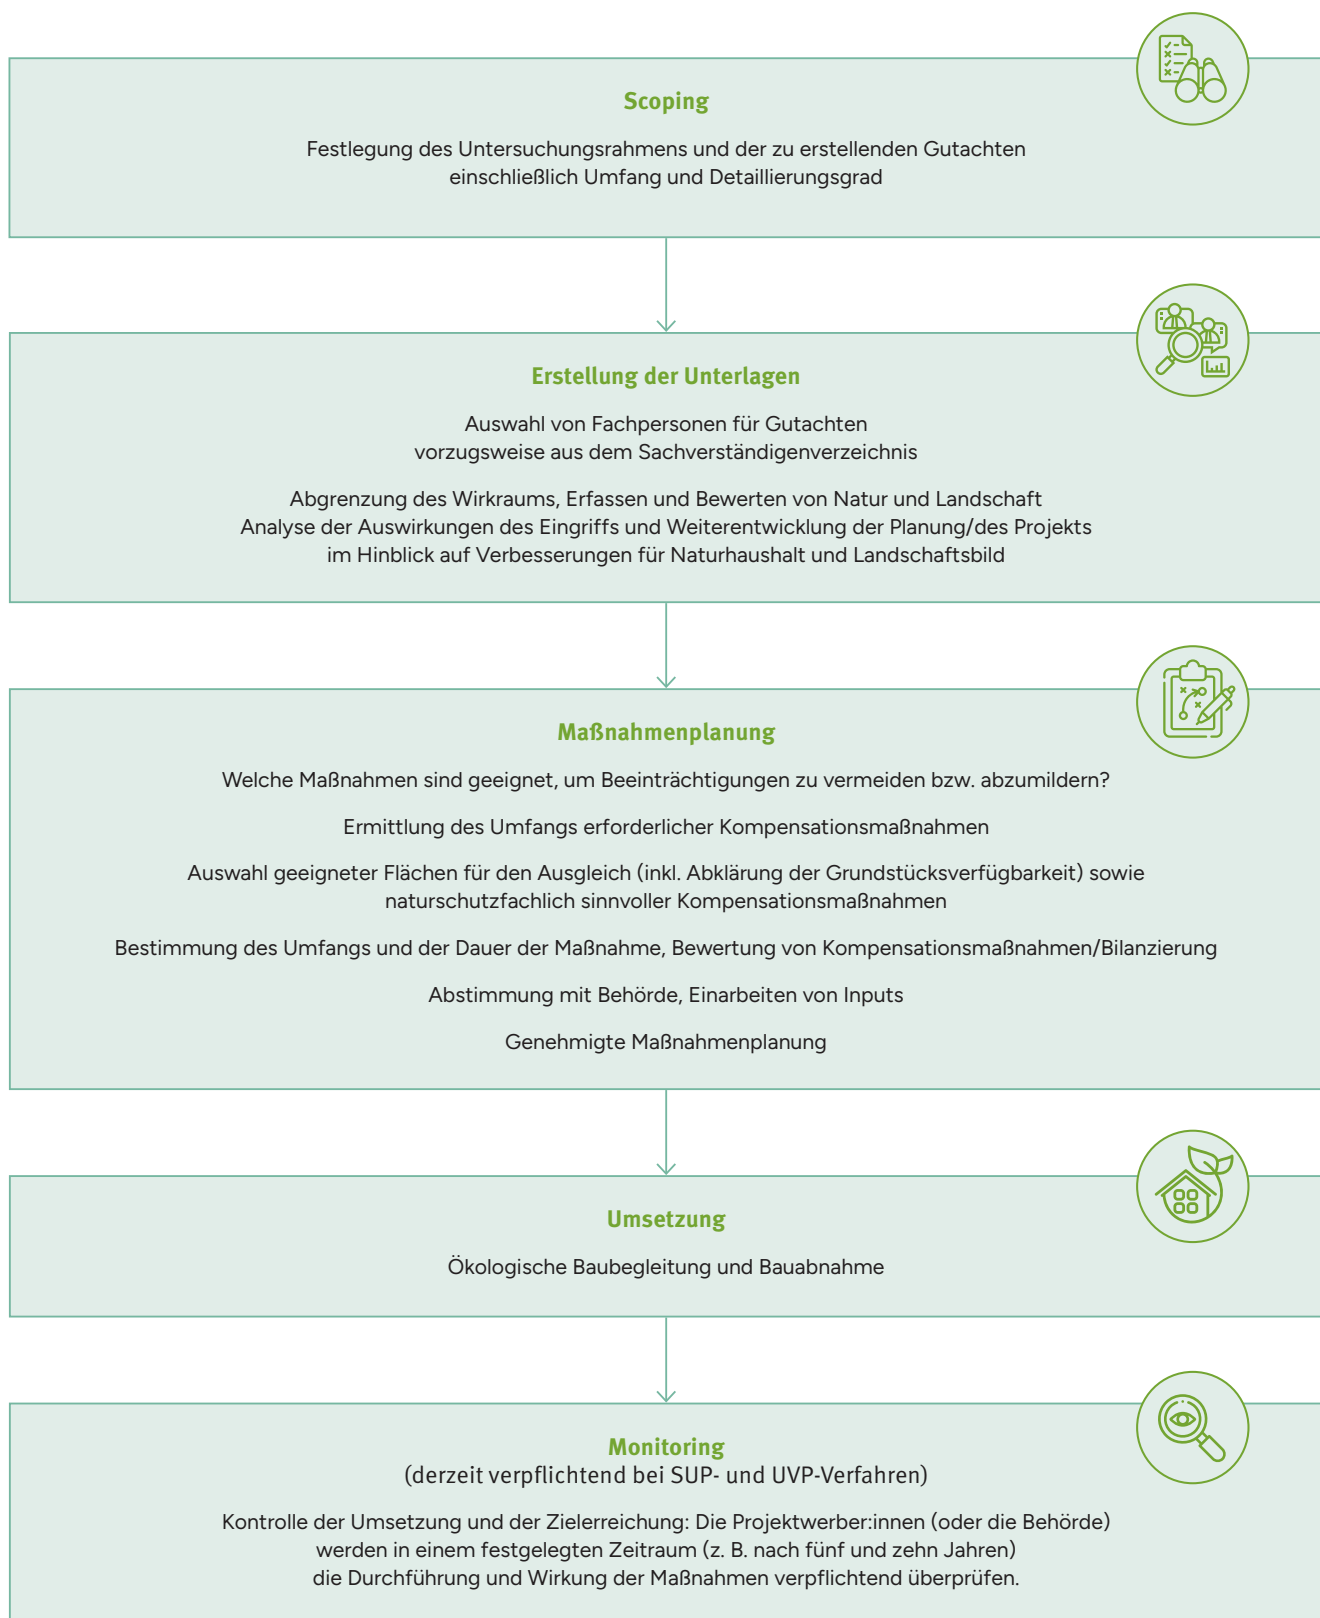 Scoping
Festlegung des Untersuchungsrahmens und der zu erstellenden Gutachten
einschließlich Umfang und Detaillierungsgrad
Erstellung der Unterlagen
Auswahl von Fachpersonen für Gutachten
vorzugsweise aus dem Sachverständigenverzeichnis
Abgrenzung des Wirkraums, Erfassen und Bewerten von Natur und Landschaft
Analyse der Auswirkungen des Eingriffs und Weiterentwicklung der Planung/des Projekts
im Hinblick auf Verbesserungen für Naturhaushalt und Landschaftsbild
Maßnahmenplanung
Welche Maßnahmen sind geeignet, um Beeinträchtigungen zu vermeiden bzw. abzumildern?
Ermittlung des Umfangs erforderlicher Kompensationsmaßnahmen
Auswahl geeigneter Flächen für den Ausgleich (inkl. Abklärung der Grundstücksverfügbarkeit) sowie
naturschutzfachlich sinnvoller Kompensationsmaßnahmen
Bestimmung des Umfangs und der Dauer der Maßnahme, Bewertung von Kompensationsmaßnahmen/Bilanzierung
Abstimmung mit Behörde, Einarbeiten von Inputs
Genehmigte Maßnahmenplanung
Umsetzung
Ökologische Baubegleitung und Bauabnahme
Monitoring
(derzeit verpflichtend bei SUP- und UVP-Verfahren)
Kontrolle der Umsetzung und der Zielerreichung: Die Projektwerber:innen (oder die Behörde)
werden in einem festgelegten Zeitraum (z. B. nach fünf und zehn Jahren)
die Durchführung und Wirkung der Maßnahmen verpflichtend überprüfen.